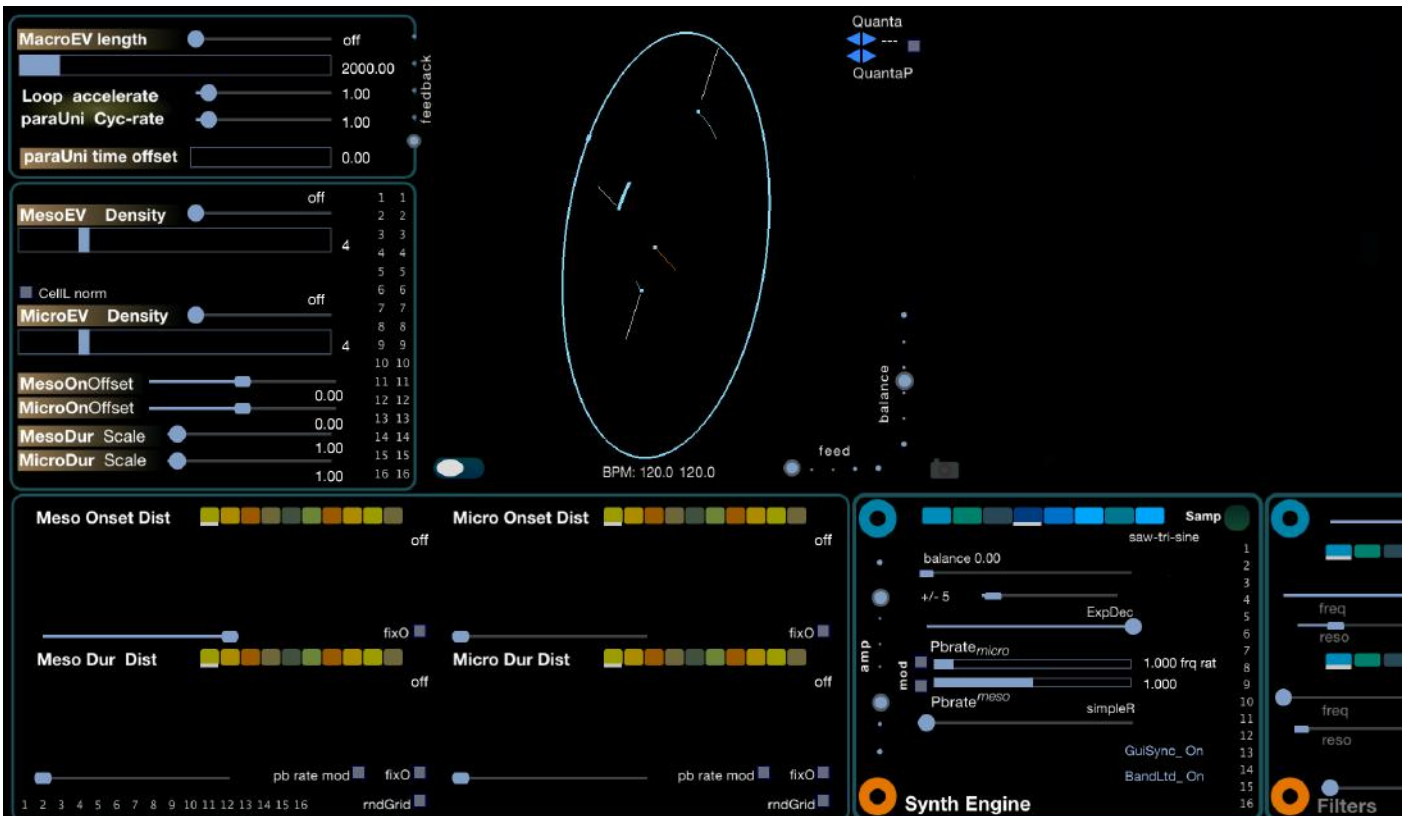 MacroEV length
off
2000.00
Loop accelerate
1.00
paraUni Cyc-rate
1.00
paraUni time offset
0.00
feedback
Quanta
---
QuantaP
off
MesoEV Density
4
CellL norm
off
MicroEV Density
4
MesoOnOffset
0.00
MicroOnOffset
0.00
MesoDur Scale
1.00
MicroDur Scale
1.00
1 1
2 2
3 3
4 4
5 5
6 6
7 7
8 8
9 9
10 10
11 11
12 12
13 13
14 14
15 15
16 16
balance
feed
BPM: 120.0 120.0
Meso Onset Dist
off
fixO
Meso Dur Dist
off
pb rate mod fixO
1 2 3 4 5 6 7 8 9 10 11 12 13 14 15 16
rndGrid
Micro Onset Dist
off
fixO
Micro Dur Dist
off
pb rate mod fixO
rndGrid
Samp
saw-tri-sine
balance 0.00
+/- 5
ExpDec
amp
mod
Pbrate micro
1.000 frq rat
1.000
Pbrate meso
simpleR
GuiSync_ On
BandLtd_ On
Synth Engine
1
2
3
4
5
6
7
8
9
10
11
12
13
14
15
16
freq
reso
freq
reso
Filters